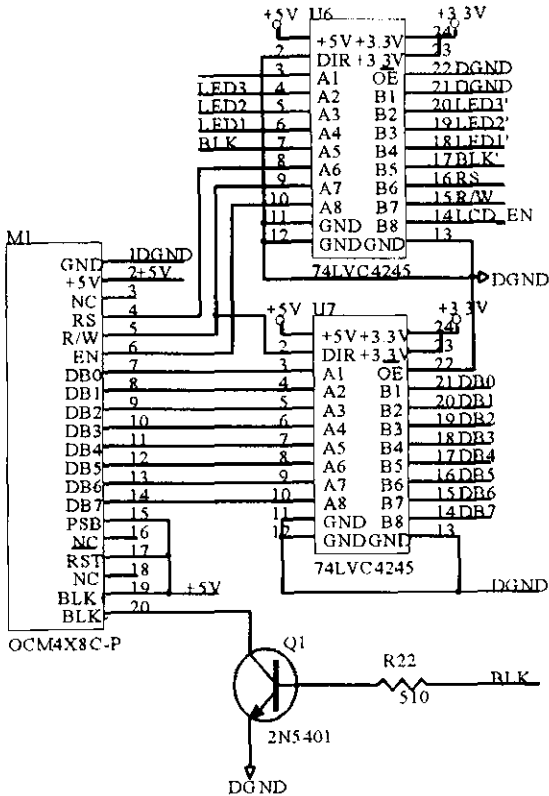 +5V U6 +3.3V
+5V +3.3V 24
2 DIR +3.3V 23
3 A1 OE 22 DGND
LED3 4 A2 B1 21 DGND
LED2 5 A3 B2 20 LED3'
LED1 6 A4 B3 19 LED2'
BLK 7 A5 B4 18 LED1'
8 A6 B5 17 BLK'
9 A7 B6 16 RS
10 A8 B7 15 R/W
11 GND B8 14 LCD_EN
12 GND GND 13
74LVC4245
DGND
M1
GND 1 DGND
+5V 2 +5V
NC 3
RS 4
R/W 5
EN 6
DB0 7
DB1 8
DB2 9
DB3 10
DB4 11
DB5 12
DB6 13
DB7 14
PSB 15
NC 16
RST 17
NC 18
BLK 19 +5V
BLK 20
OCM4X8C-P
+5V U7 +3.3V
+5V +3.3V 24
2 DIR +3.3V 23
3 A1 OE 22
4 A2 B1 21 DB0
5 A3 B2 20 DB1
6 A4 B3 19 DB2
7 A5 B4 18 DB3
8 A6 B5 17 DB4
9 A7 B6 16 DB5
10 A8 B7 15 DB6
11 GND B8 14 DB7
12 GND GND 13
74LVC4245
DGND
Q1
2N5401
R22
510
BLK
DGND